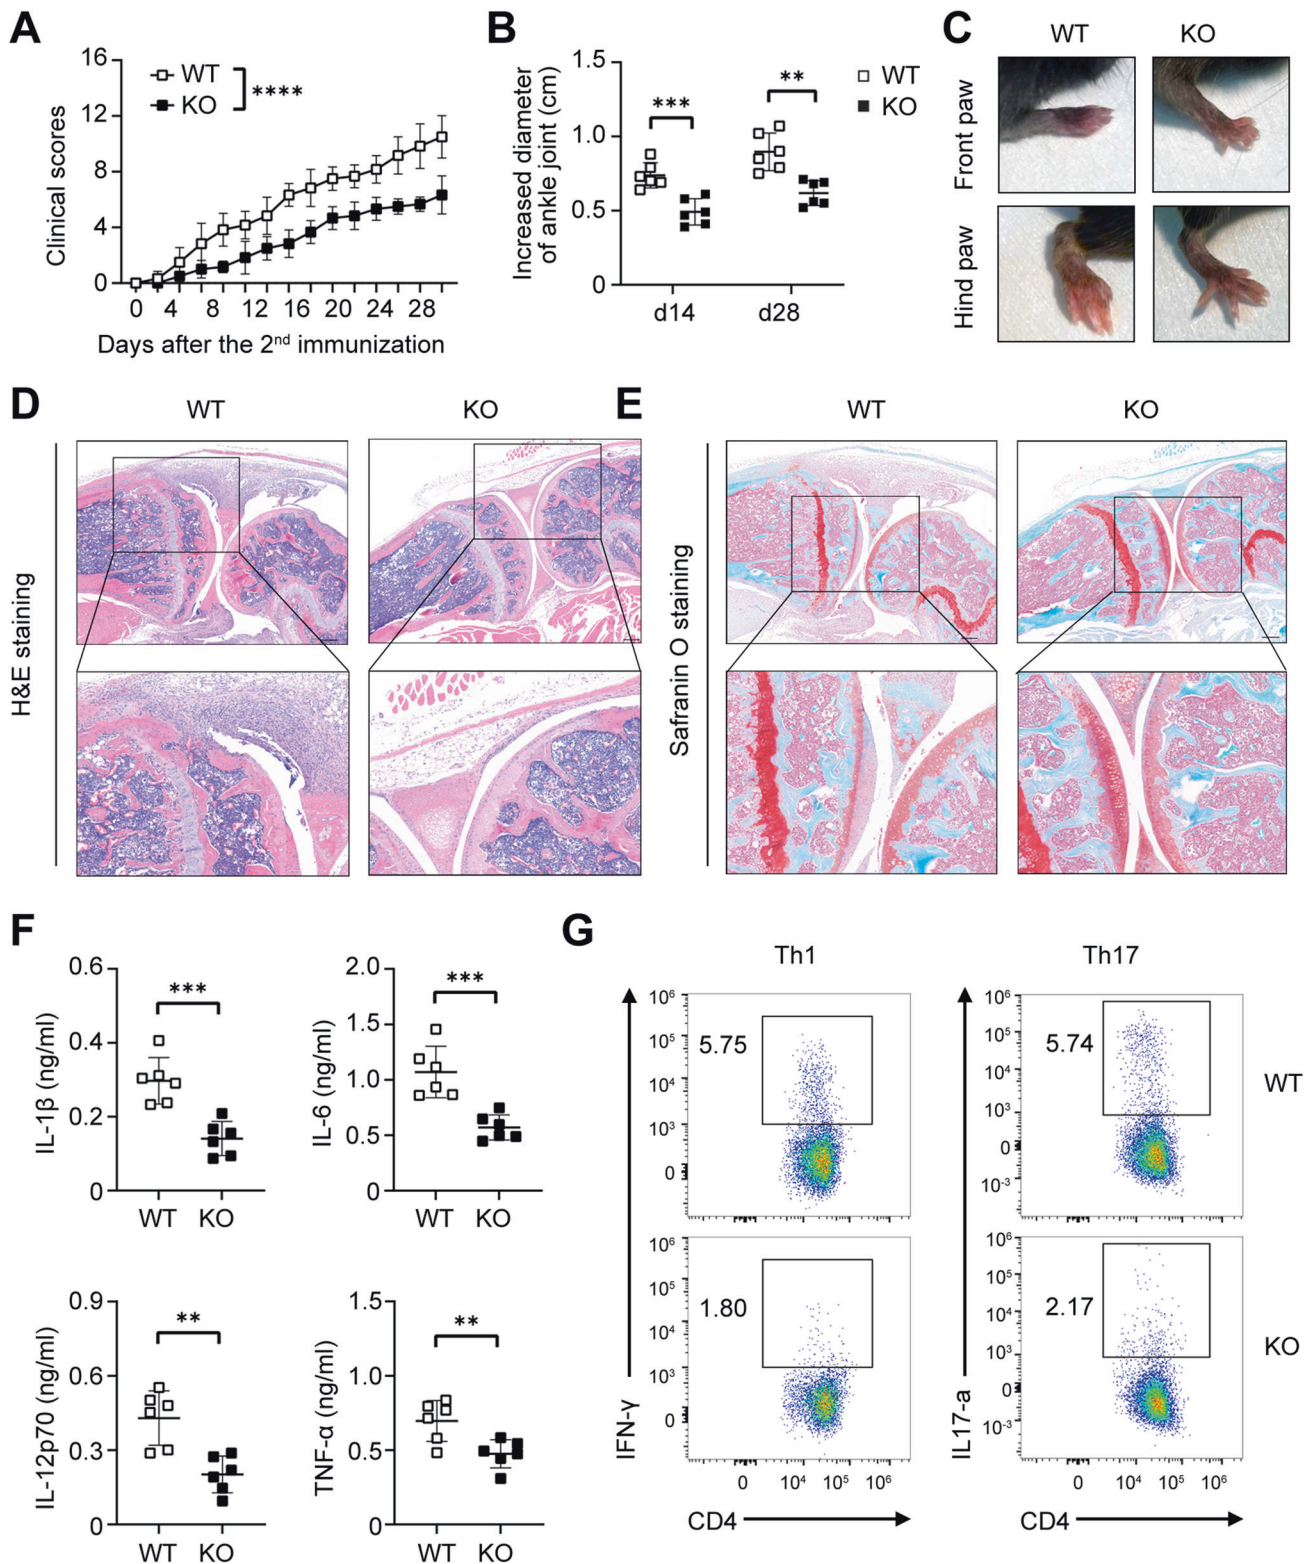 A
16
12
8
4
0
WT
KO
****
Clinical scores
0 4 8 12 16 20 24 28
Days after the 2nd immunization
B
1.5
1.0
0.5
0
Increased diameter
of ankle joint (cm)
***
**
WT
KO
d14 d28
C
WT KO
Front paw
Hind paw
D
WT KO
H&E staining
E
WT KO
Safranin O staining
F
0.6
0.4
0.2
0
IL-1β (ng/ml)
***
WT KO
2.0
1.5
1.0
0.5
0
IL-6 (ng/ml)
***
WT KO
0.9
0.6
0.3
0
IL-12p70 (ng/ml)
**
WT KO
1.5
1.0
0.5
0
TNF-α (ng/ml)
**
WT KO
G
Th1 Th17
10⁶
10⁵
10⁴
10³
0
5.75
10⁶
10⁵
10⁴
10³
0
10⁻³
5.74
WT
10⁶
10⁵
10⁴
10³
0
1.80
10⁶
10⁵
10⁴
10³
0
10⁻³
2.17
KO
IFN-γ
IL17-a
0 10⁴ 10⁵ 10⁶
0 10⁴ 10⁵ 10⁶
CD4
CD4